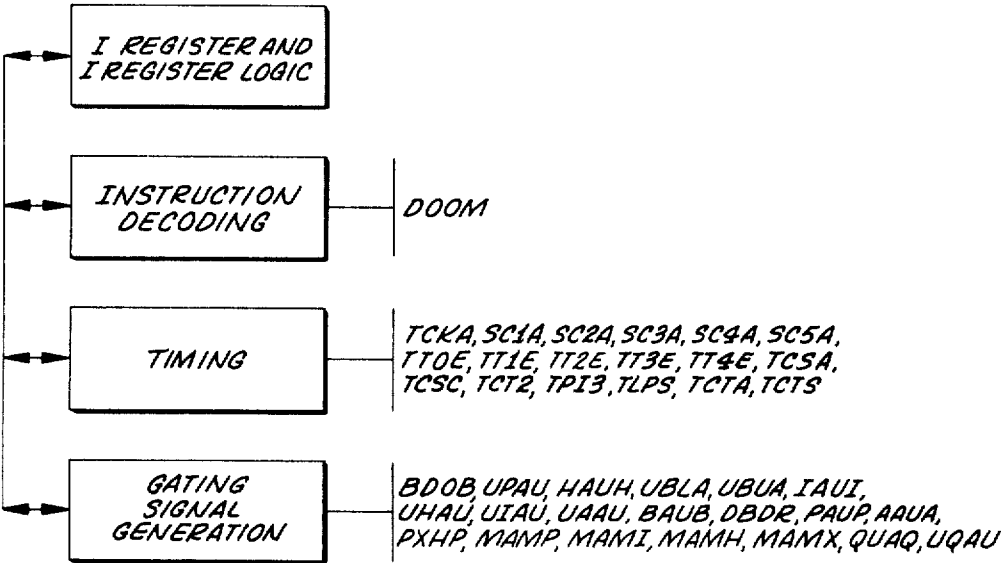 I REGISTER AND
I REGISTER LOGIC
INSTRUCTION
DECODING
DOOM
TIMING
TCKA, SC1A, SC2A, SC3A, SC4A, SC5A,
TTOE, TT1E, TT2E, TT3E, TT4E, TCSA,
TCSC, TCT2, TPI3, TLPS, TCTA, TCTS
GATING
SIGNAL
GENERATION
BDOB, UPAU, HAUH, UBLA, UBUA, IAUI,
UHAU, UIAU, UAAU, BAUB, DBDR, PAUP, AAUA,
PXHP, MAMP, MAMI, MAMH, MAMX, QUAQ, UQAU